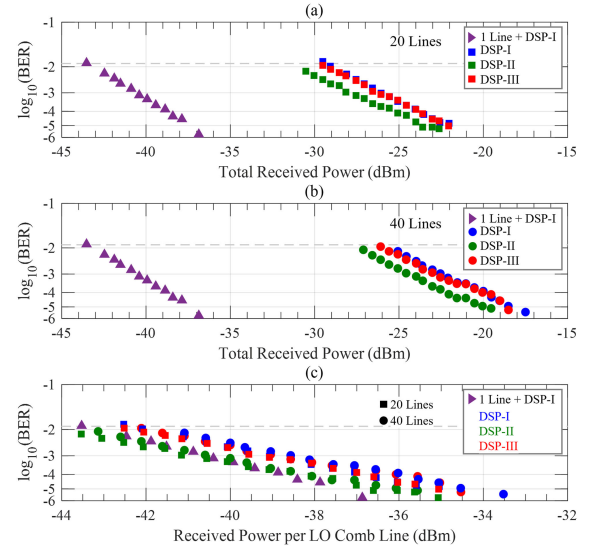 (a)
20 Lines
1 Line + DSP-I
DSP-I
DSP-II
DSP-III
log10(BER)
-1
-2
-3
-4
-5
-6
-45
-40
-35
-30
-25
-20
-15
Total Received Power (dBm)
(b)
40 Lines
1 Line + DSP-I
DSP-I
DSP-II
DSP-III
log10(BER)
-1
-2
-3
-4
-5
-6
-45
-40
-35
-30
-25
-20
-15
Total Received Power (dBm)
(c)
20 Lines
40 Lines
1 Line + DSP-I
DSP-I
DSP-II
DSP-III
log10(BER)
-1
-2
-3
-4
-5
-6
-44
-42
-40
-38
-36
-34
-32
Received Power per LO Comb Line (dBm)